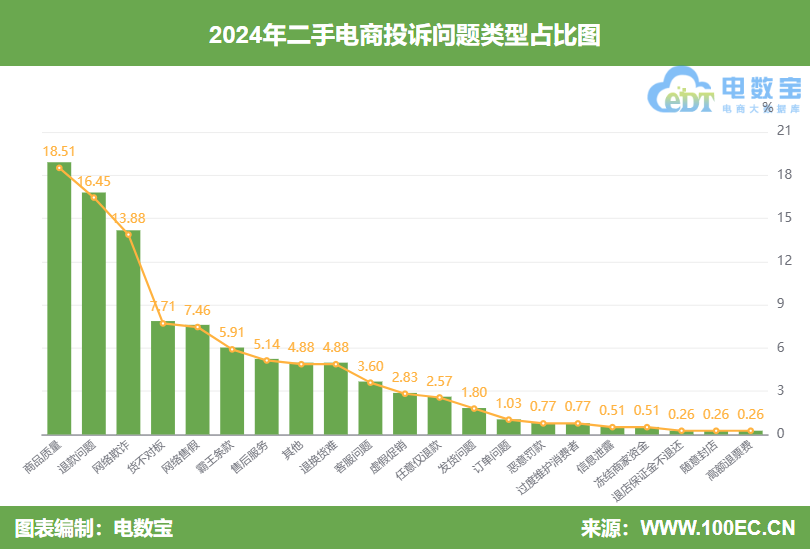 2024年二手电商投诉问题类型占比图
eDT 电数宝
电商大数据库
%
21
18
15
12
9
6
3
0
18.51
16.45
13.88
7.71
7.46
5.91
5.14
4.88
4.88
3.60
2.83
2.57
1.80
1.03
0.77
0.77
0.51
0.51
0.26
0.26
0.26
商品质量
退款问题
网络欺诈
货不对板
网络售假
霸王条款
售后服务
其他
退换货难
客服问题
虚假促销
任意仅退款
发货问题
订单问题
恶意罚款
过度维护消费者
信息泄露
冻结商家资金
退店保证金不退还
随意封店
高额退票费
图表编制：电数宝
来源：WWW.100EC.CN